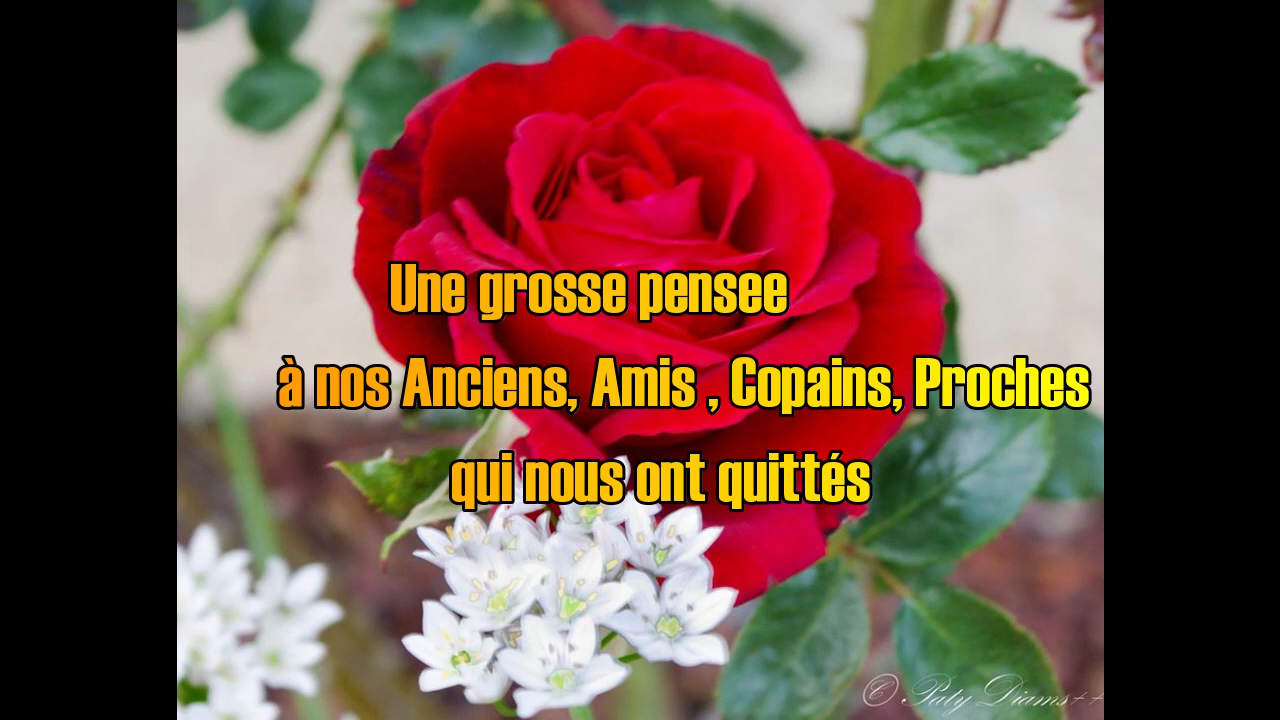 Une grosse pensee
à nos Anciens, Amis , Copains, Proches
qui nous ont quittés
© Paty Diams++